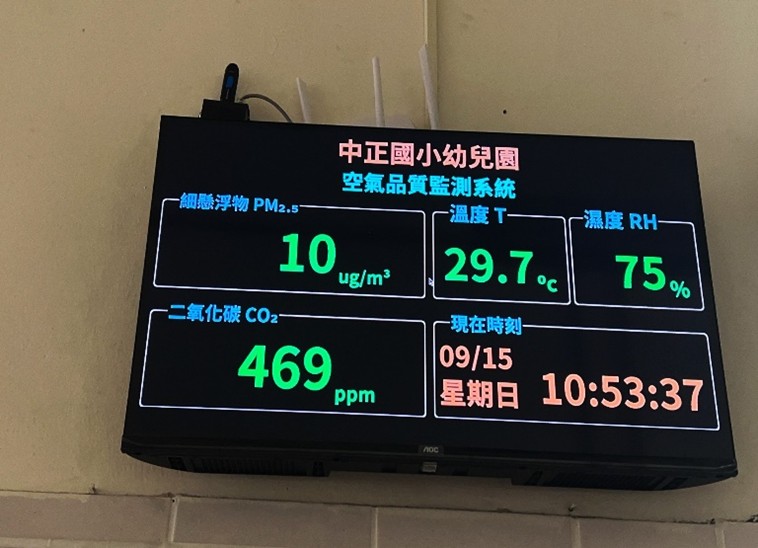 中正國小幼兒園
空氣品質監測系統
細懸浮物 PM₂.₅
10 ug/m³
溫度 T
29.7 ºc
濕度 RH
75 %
二氧化碳 CO₂
469 ppm
現在時刻
09/15
星期日 10:53:37
AOC